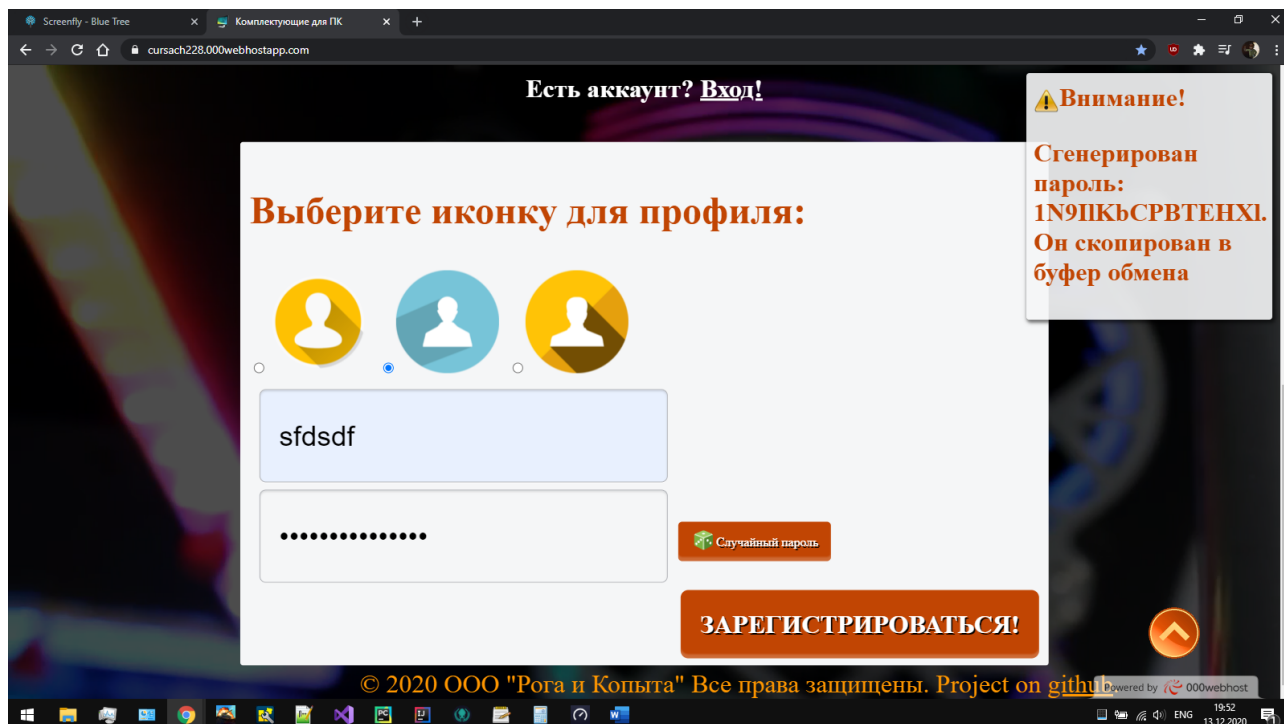 Screenfly - Blue Tree
Комплектующие для ПК
cursach228.000webhostapp.com
Есть аккаунт? Вход!
Внимание!
Сгенерирован
пароль:
1N9IlKbCPBTEHXl.
Он скопирован в
буфер обмена
Выберите иконку для профиля:
sfdsdf
Случайный пароль
ЗАРЕГИСТРИРОВАТЬСЯ!
© 2020 ООО "Рога и Копыта" Все права защищены. Project on github
Powered by 000webhost
ENG
19:52
13.12.2020